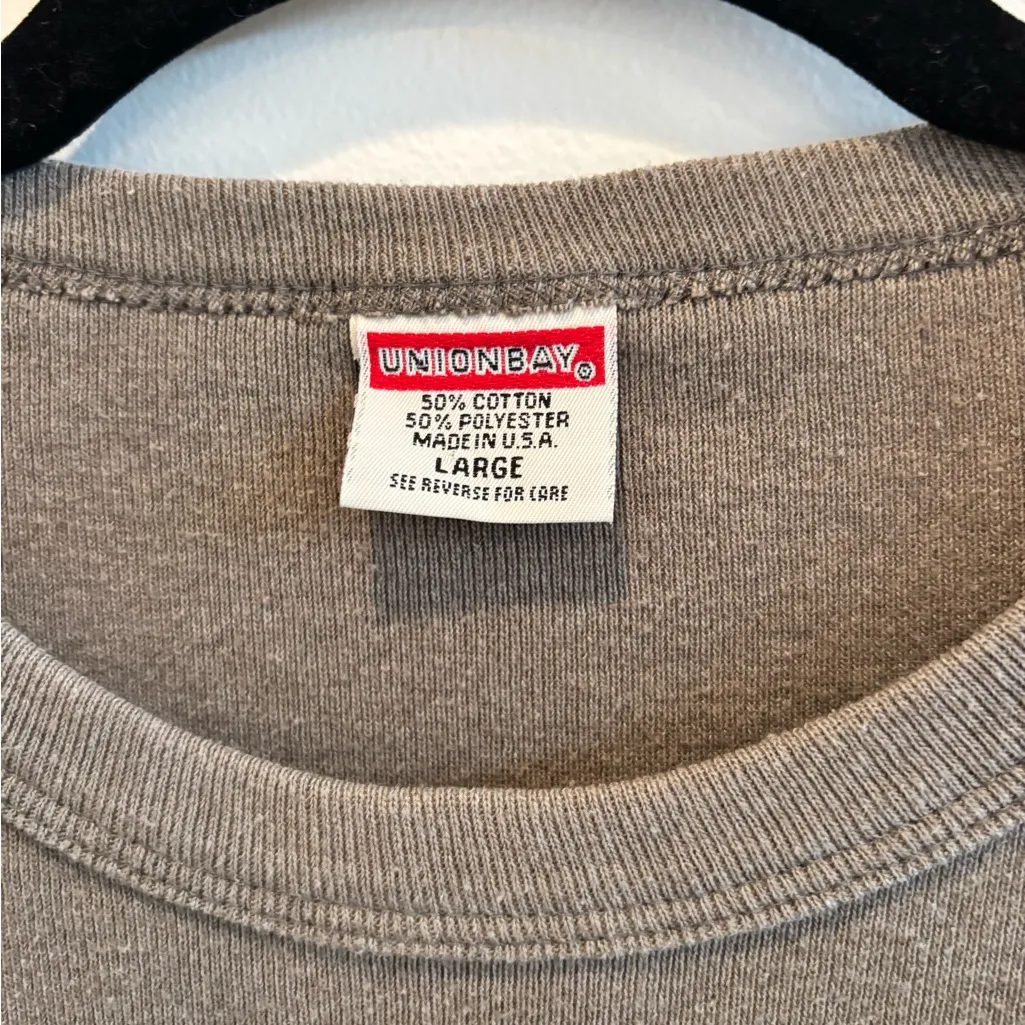 UNIONBAY®
50% COTTON
50% POLYESTER
MADE IN U.S.A.
LARGE
SEE REVERSE FOR CARE